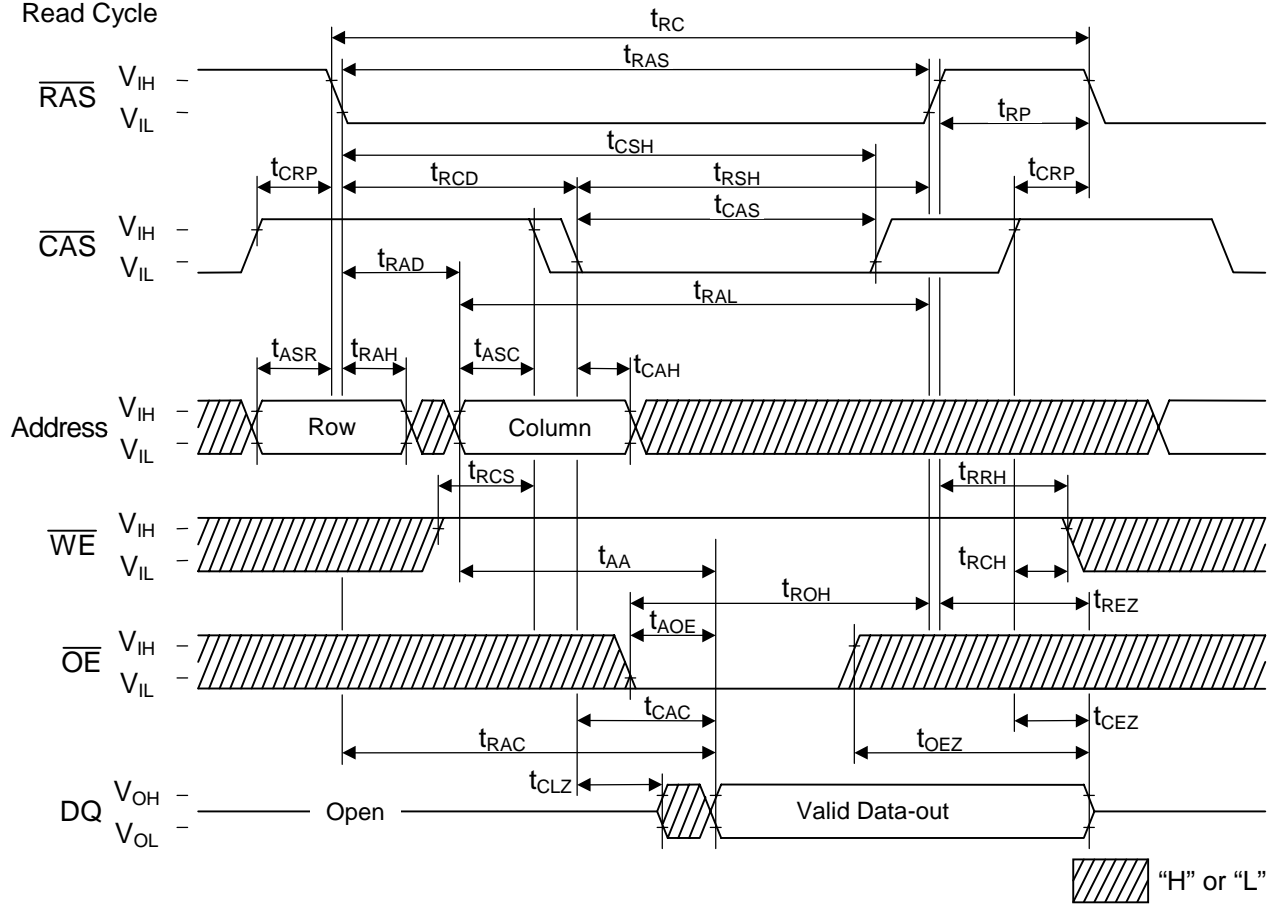 Read Cycle
tRC
RAS
VIH
VIL
tRAS
tRP
tCSH
tCRP
tRCD
tRSH
tCRP
tCAS
CAS
VIH
VIL
tRAD
tRAL
tASR
tRAH
tASC
tCAH
Address
VIH
VIL
Row
Column
tRCS
tRRH
WE
VIH
VIL
tAA
tRCH
tROH
tREZ
tAOE
OE
VIH
VIL
tCAC
tCEZ
tRAC
tOEZ
tCLZ
DQ
VOH
VOL
Open
Valid Data-out
“H” or “L”